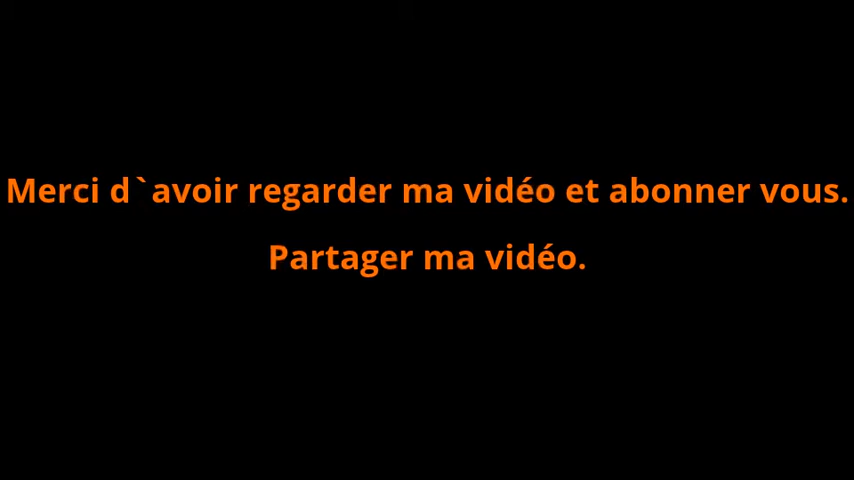 Merci d`avoir regarder ma vidéo et abonner vous.
Partager ma vidéo.